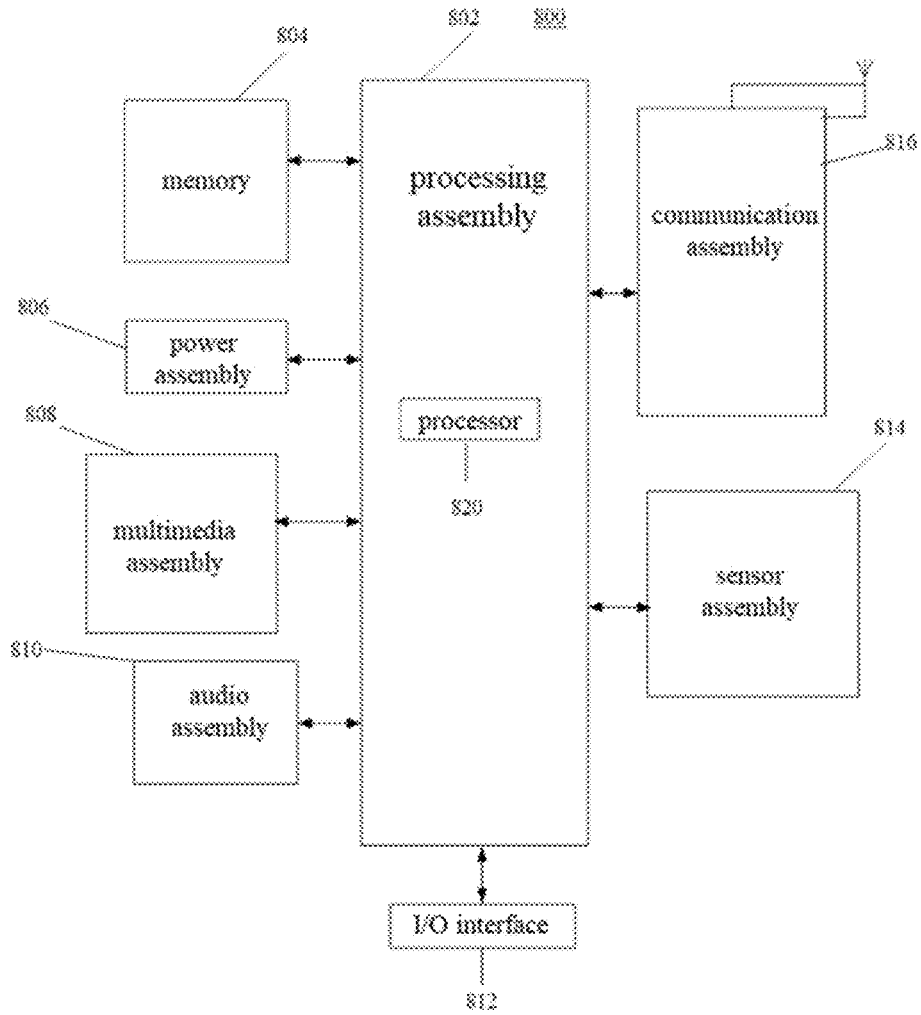 802
800
804
816
memory
processing
assembly
communication
assembly
806
power
assembly
808
processor
820
814
multimedia
assembly
sensor
assembly
810
audio
assembly
I/O interface
812